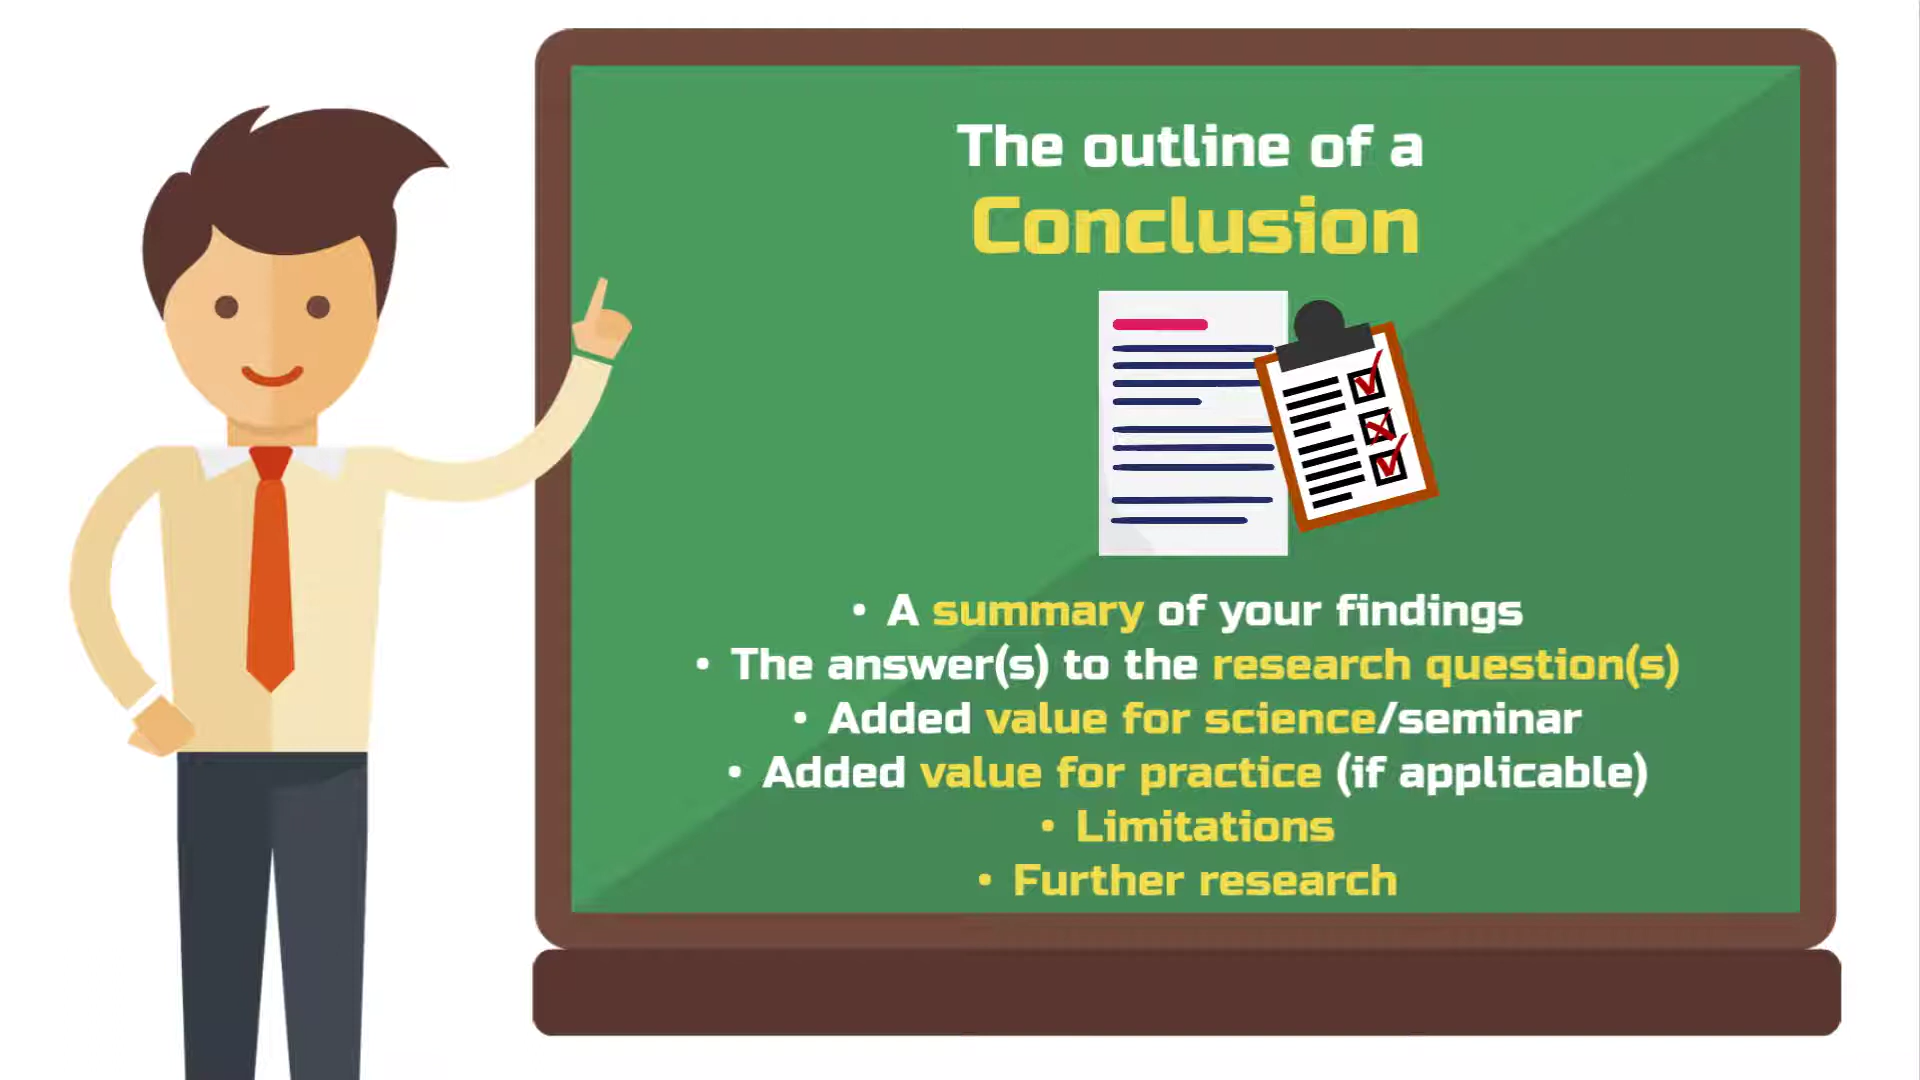 The outline of a
Conclusion
• A summary of your findings
• The answer(s) to the research question(s)
• Added value for science/seminar
• Added value for practice (if applicable)
• Limitations
• Further research